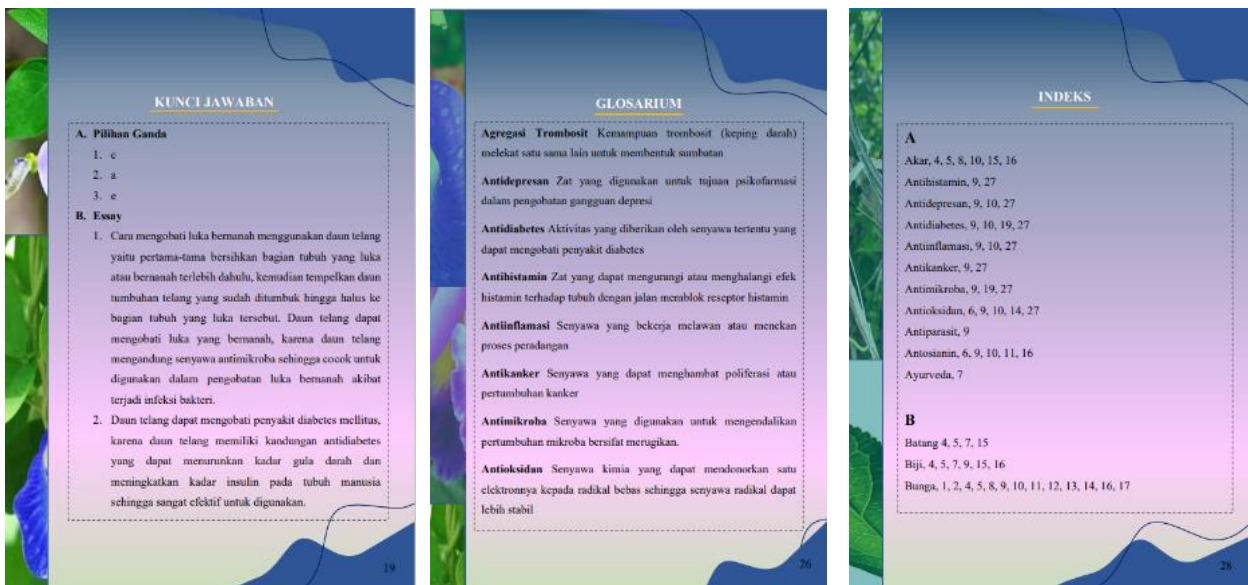 KUNCI JAWABAN
A. Pilihan Ganda
1. c
2. a
3. e
B. Essay
1. Cara mengobati luka bernanah menggunakan daun telang
yaitu pertama-tama bersihkan bagian tubuh yang luka
atau bernanah terlebih dahulu, kemudian tempelkan daun
tumbuhan telang yang sudah ditumbuk hingga halus ke
bagian tubuh yang luka tersebut. Daun telang dapat
mengobati luka yang bernanah, karena daun telang
mengandung senyawa antimikroba sehingga cocok untuk
digunakan dalam pengobatan luka bernanah akibat
terjadi infeksi bakteri.
2. Daun telang dapat mengobati penyakit diabetes mellitus,
karena daun telang memiliki kandungan antidiabetes
yang dapat menurunkan kadar gula darah dan
meningkatkan kadar insulin pada tubuh manusia
sehingga sangat efektif untuk digunakan.
19
GLOSARIUM
Agregasi Trombosit Kemampuan trombosit (keping darah)
melekat satu sama lain untuk membentuk sumbatan
Antidepresan Zat yang digunakan untuk tujuan psikofarmasi
dalam pengobatan gangguan depresi
Antidiabetes Aktivitas yang diberikan oleh senyawa tertentu yang
dapat mengobati penyakit diabetes
Antihistamin Zat yang dapat mengurangi atau menghalangi efek
histamin terhadap tubuh dengan jalan memblok reseptor histamin
Antiinflamasi Senyawa yang bekerja melawan atau menekan
proses peradangan
Antikanker Senyawa yang dapat menghambat poliferasi atau
pertumbuhan kanker
Antimikroba Senyawa yang digunakan untuk mengendalikan
pertumbuhan mikroba bersifat merugikan.
Antioksidan Senyawa kimia yang dapat mendonorkan satu
elektronnya kepada radikal bebas sehingga senyawa radikal dapat
lebih stabil
26
INDEKS
A
Akar, 4, 5, 8, 10, 15, 16
Antihistamin, 9, 27
Antidepresan, 9, 10, 27
Antidiabetes, 9, 10, 19, 27
Antiinflamasi, 9, 10, 27
Antikanker, 9, 27
Antimikroba, 9, 19, 27
Antioksidan, 6, 9, 10, 14, 27
Antiparasit, 9
Antosianin, 6, 9, 10, 11, 16
Ayurveda, 7
B
Batang 4, 5, 7, 15
Biji, 4, 5, 7, 9, 15, 16
Bunga, 1, 2, 4, 5, 8, 9, 10, 11, 12, 13, 14, 16, 17
28